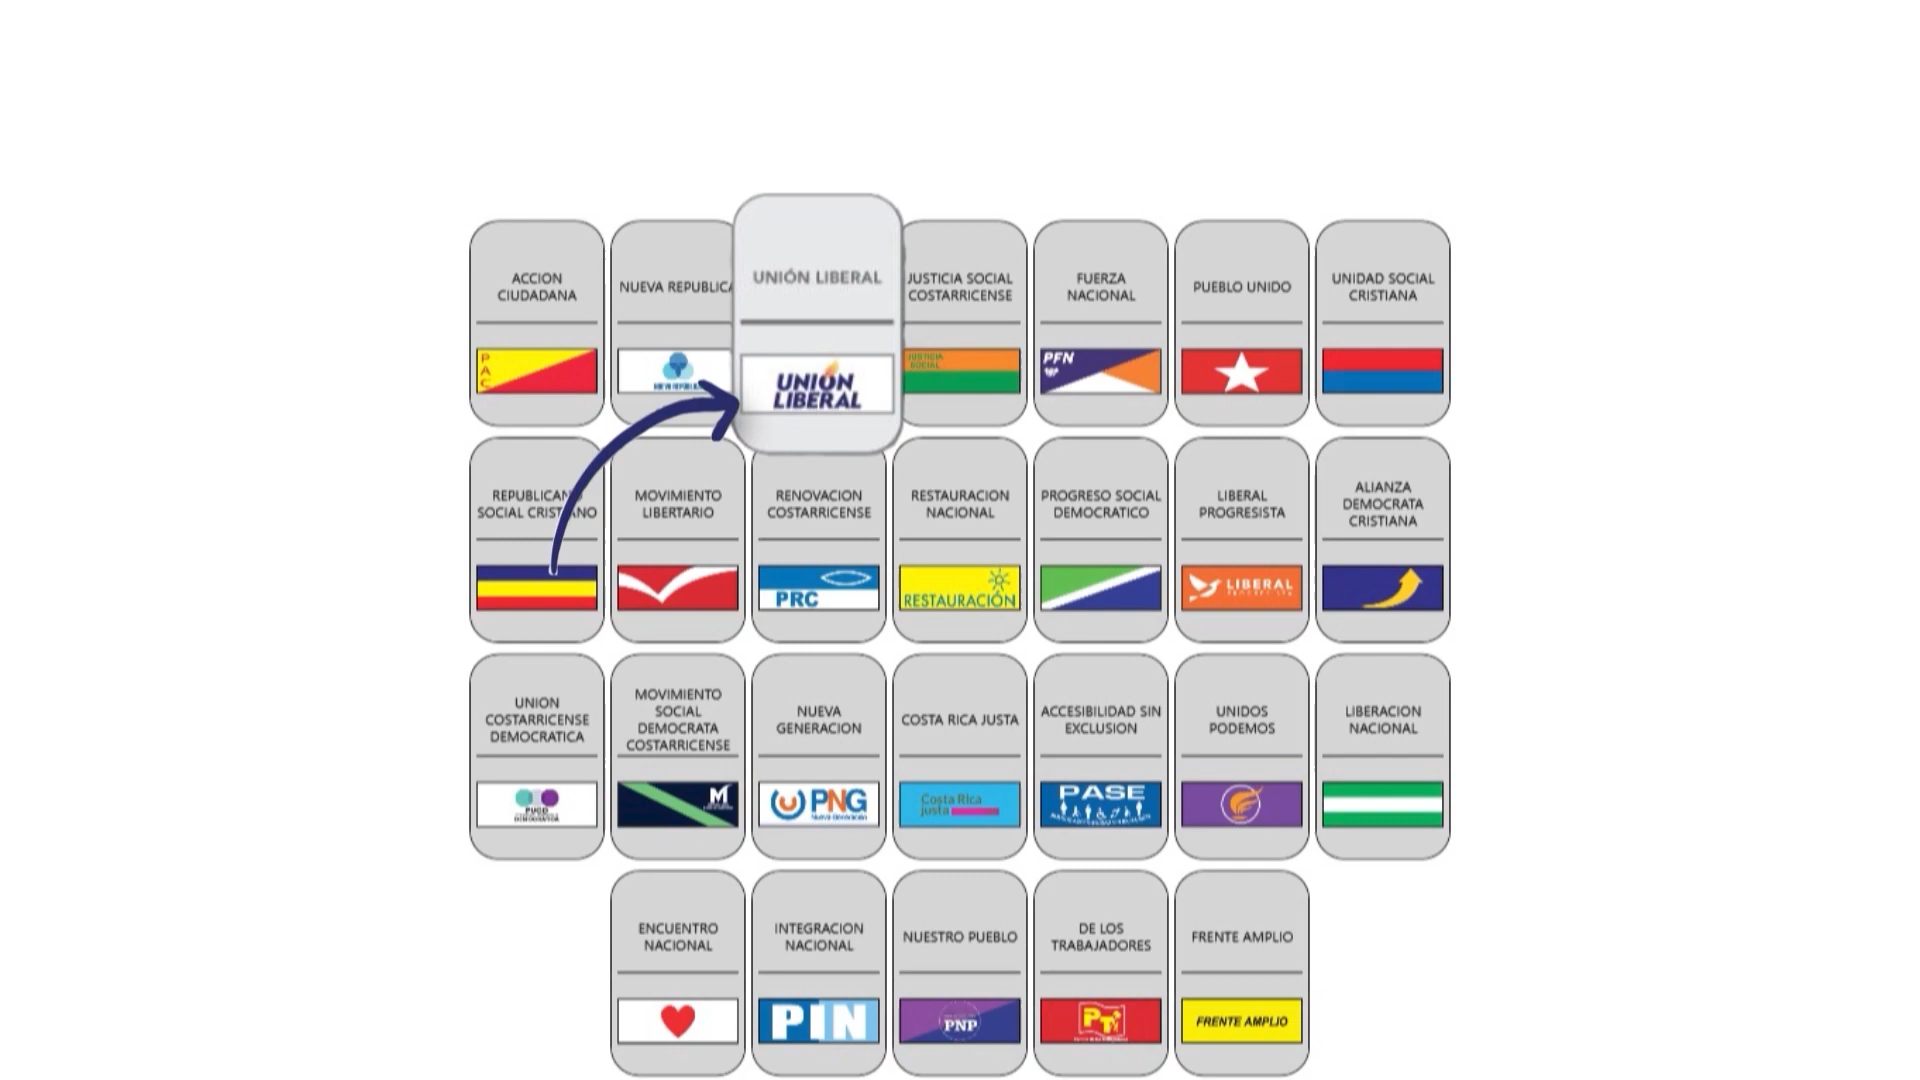 ACCION
CIUDADANA
PAC
NUEVA REPUBLICA
UNIÓN LIBERAL
UNIÓN
LIBERAL
JUSTICIA SOCIAL
COSTARRICENSE
JUSTICIA
SOCIAL
FUERZA
NACIONAL
PFN
PUEBLO UNIDO
UNIDAD SOCIAL
CRISTIANA
REPUBLICANO
SOCIAL CRISTIANO
MOVIMIENTO
LIBERTARIO
RENOVACION
COSTARRICENSE
PRC
RESTAURACION
NACIONAL
RESTAURACIÓN
PROGRESO SOCIAL
DEMOCRATICO
LIBERAL
PROGRESISTA
LIBERAL
ALIANZA
DEMOCRATA
CRISTIANA
UNION
COSTARRICENSE
DEMOCRATICA
PUCD
MOVIMIENTO
SOCIAL
DEMOCRATA
COSTARRICENSE
M
NUEVA
GENERACION
PNG
Nueva Generación
COSTA RICA JUSTA
Costa Rica
justa
ACCESIBILIDAD SIN
EXCLUSION
PASE
UNIDOS
PODEMOS
LIBERACION
NACIONAL
ENCUENTRO
NACIONAL
INTEGRACION
NACIONAL
PIN
NUESTRO PUEBLO
PNP
DE LOS
TRABAJADORES
PT
FRENTE AMPLIO
FRENTE AMPLIO